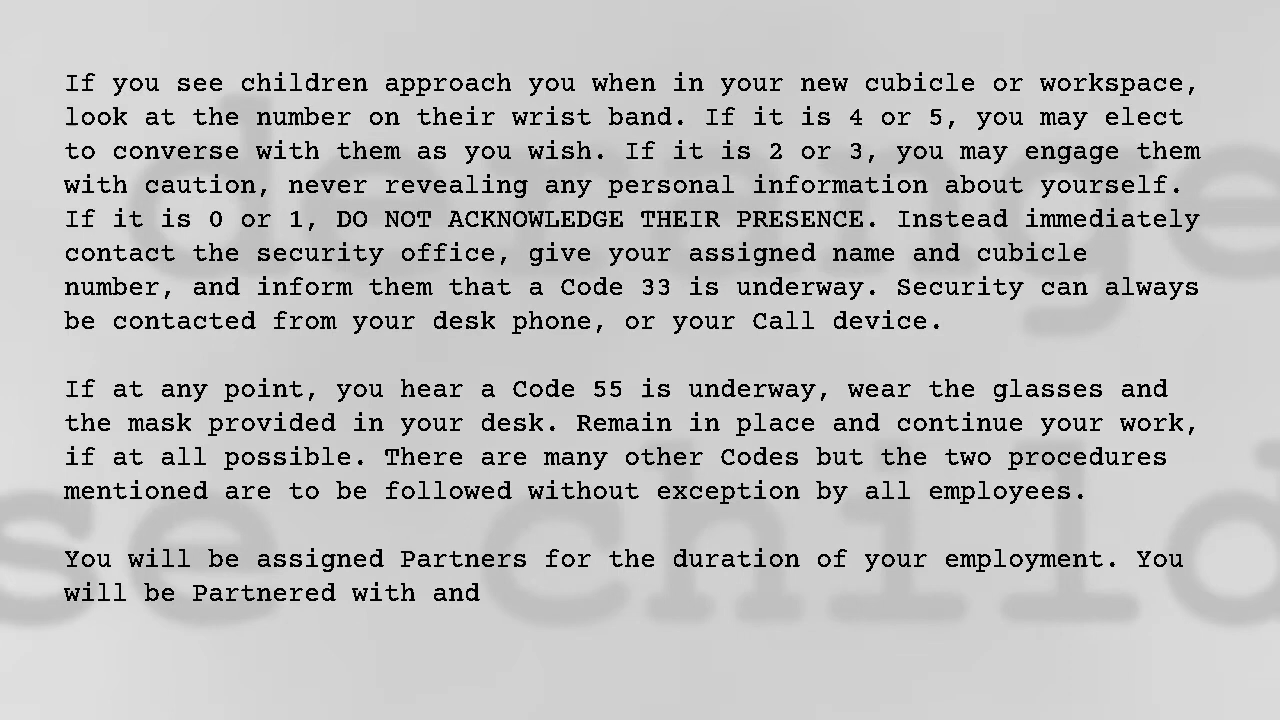 If you see children approach you when in your new cubicle or workspace,
look at the number on their wrist band. If it is 4 or 5, you may elect
to converse with them as you wish. If it is 2 or 3, you may engage them
with caution, never revealing any personal information about yourself.
If it is 0 or 1, DO NOT ACKNOWLEDGE THEIR PRESENCE. Instead immediately
contact the security office, give your assigned name and cubicle
number, and inform them that a Code 33 is underway. Security can always
be contacted from your desk phone, or your Call device.
If at any point, you hear a Code 55 is underway, wear the glasses and
the mask provided in your desk. Remain in place and continue your work,
if at all possible. There are many other Codes but the two procedures
mentioned are to be followed without exception by all employees.
You will be assigned Partners for the duration of your employment. You
will be Partnered with and